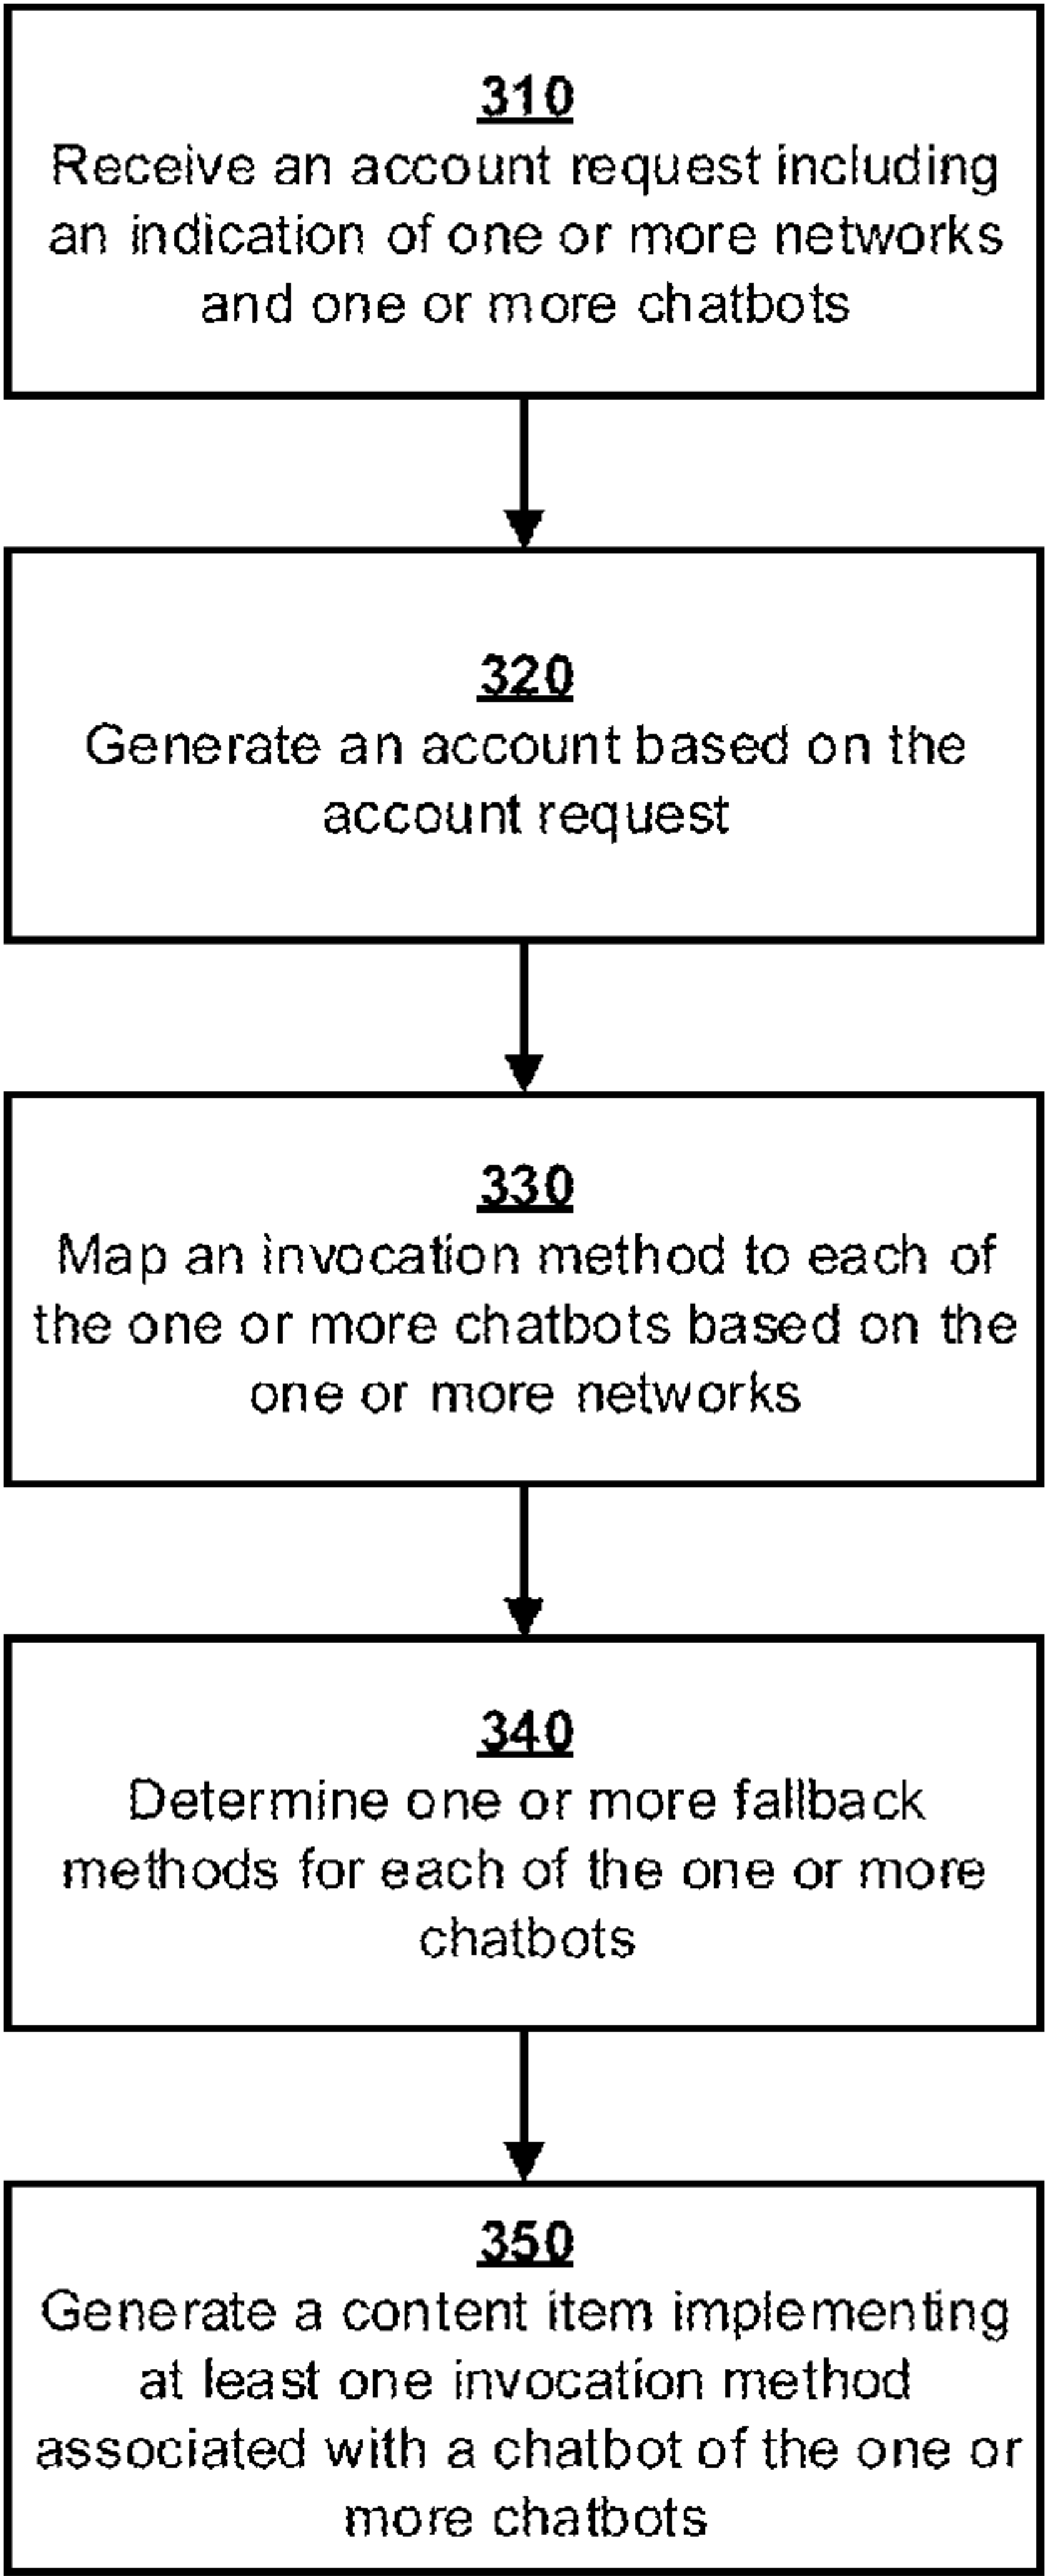 310
Receive an account request including
an indication of one or more networks
and one or more chatbots
320
Generate an account based on the
account request
330
Map an invocation method to each of
the one or more chatbots based on the
one or more networks
340
Determine one or more fallback
methods for each of the one or more
chatbots
350
Generate a content item implementing
at least one invocation method
associated with a chatbot of the one or
more chatbots